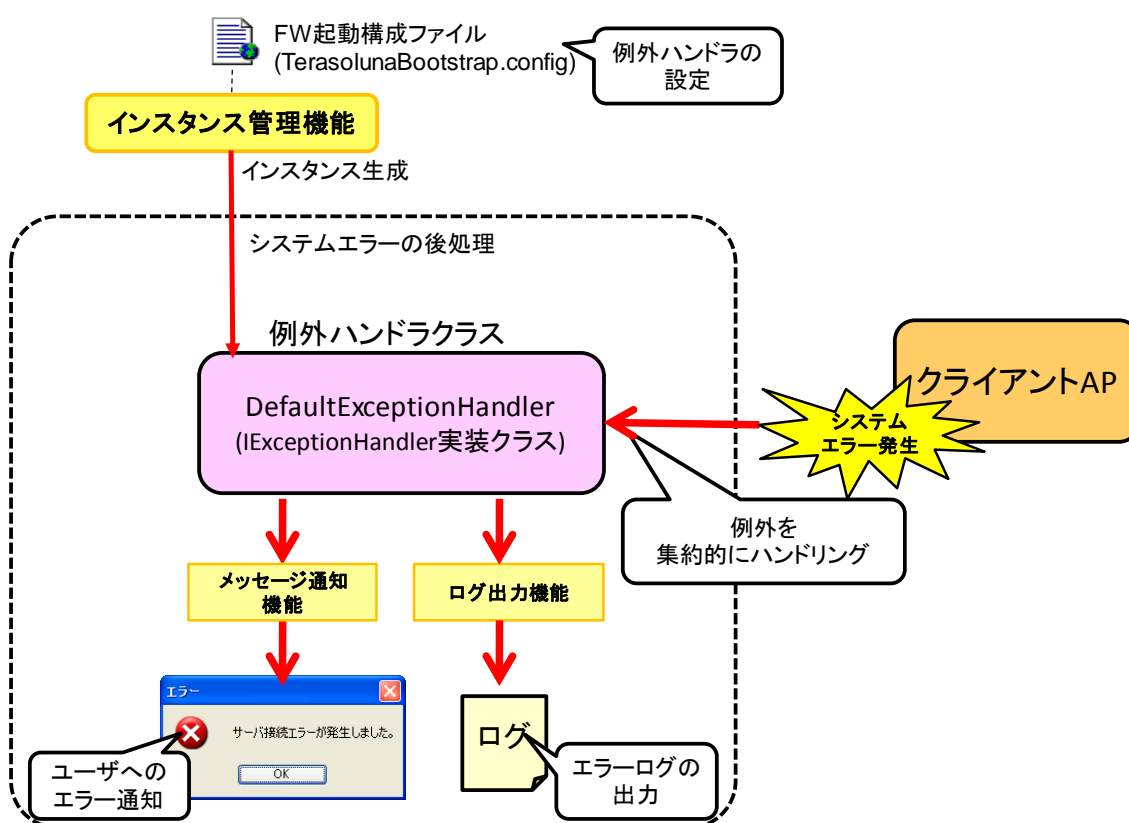 FW起動構成ファイル
(TerasolunaBootstrap.config)
例外ハンドラの
設定
インスタンス管理機能
インスタンス生成
システムエラーの後処理
例外ハンドラクラス
DefaultExceptionHandler
(IExceptionHandler実装クラス)
クライアントAP
システム
エラー発生
例外を
集約的にハンドリング
メッセージ通知
機能
ログ出力機能
エラー
サーバ接続エラーが発生しました。
OK
ユーザへの
エラー通知
ログ
エラーログの
出力